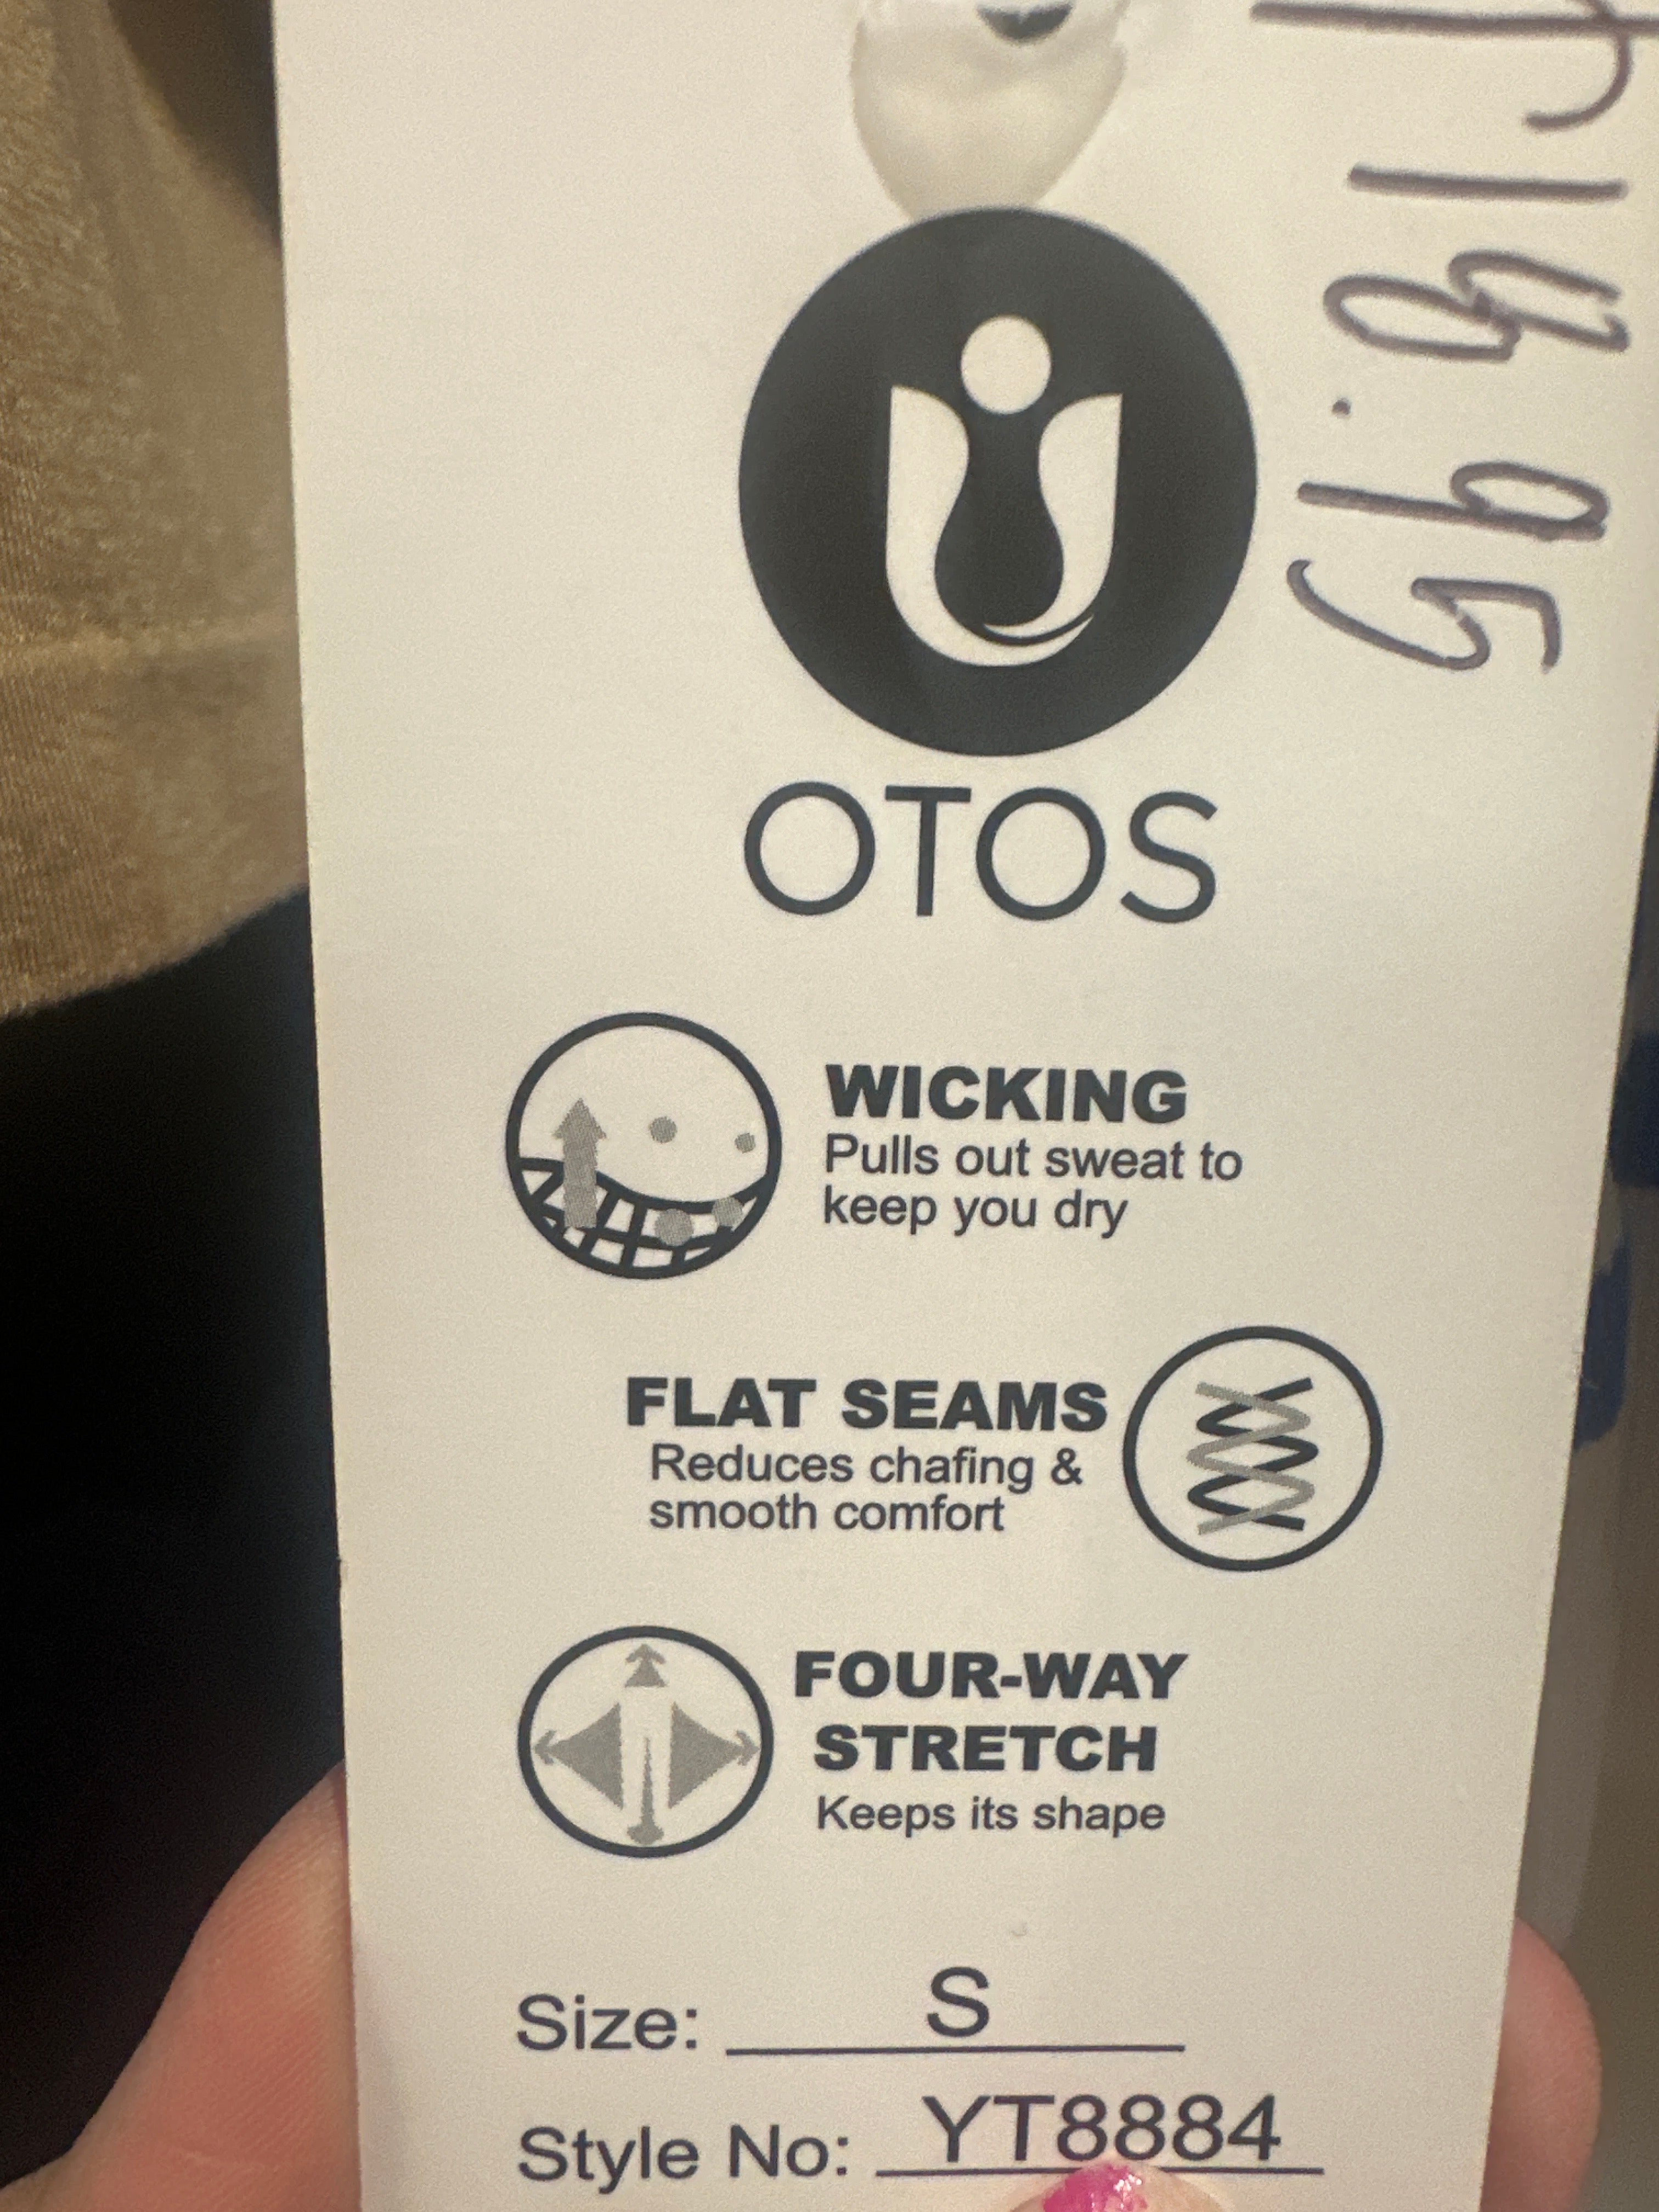 OTOS
WICKING
Pulls out sweat to
keep you dry
FLAT SEAMS
Reduces chafing &
smooth comfort
FOUR-WAY
STRETCH
Keeps its shape
Size: S
Style No: YT8884